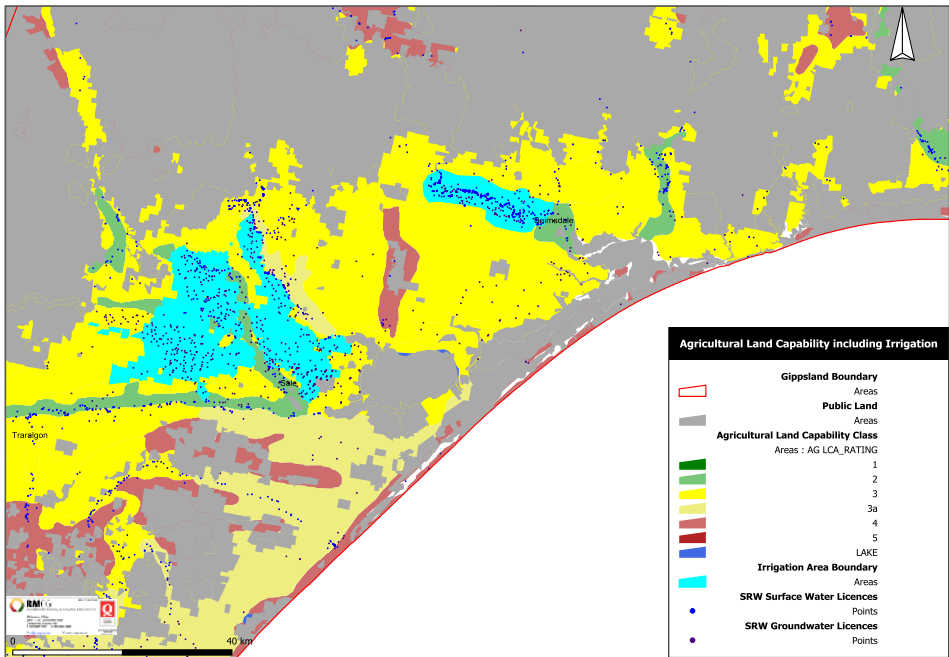 Bairnsdale
Sale
Traralgon
Agricultural Land Capability including Irrigation
Gippsland Boundary
Areas
Public Land
Areas
Agricultural Land Capability Class
Areas : AG LCA_RATING
1
2
3
3a
4
5
LAKE
Irrigation Area Boundary
Areas
SRW Surface Water Licences
Points
SRW Groundwater Licences
Points
RM
Q
0
40 km